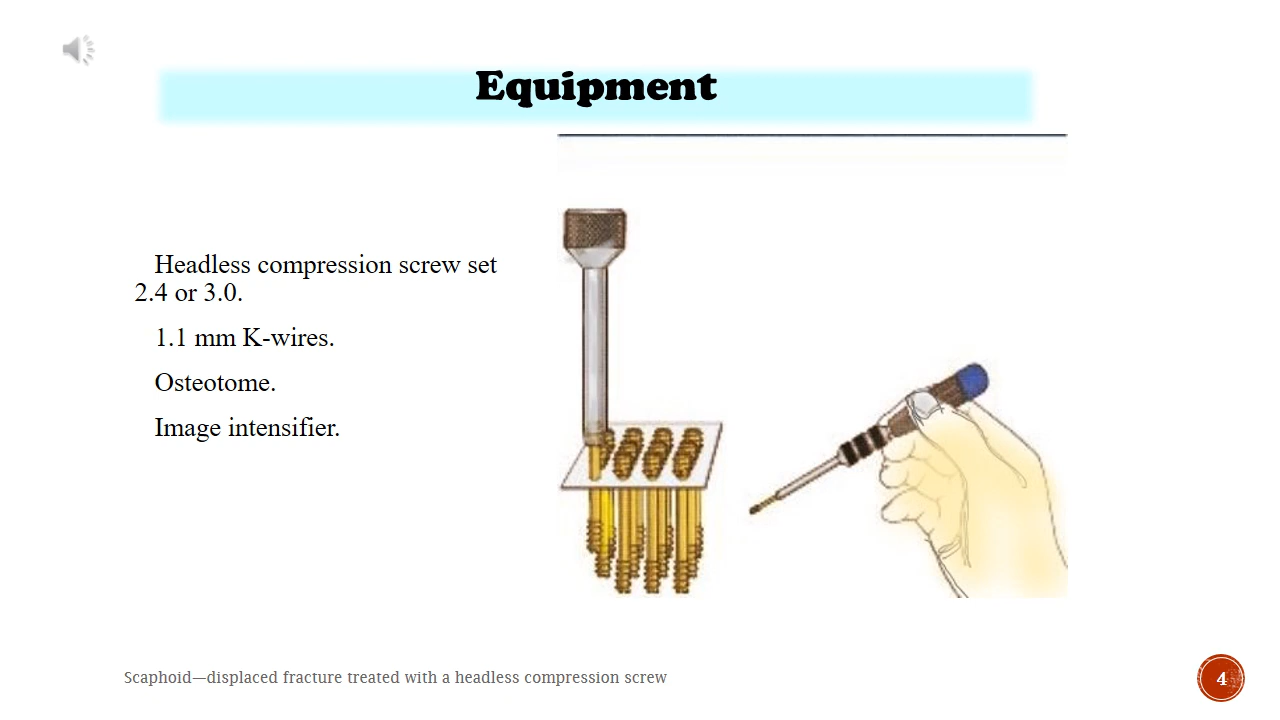 Equipment
Headless compression screw set
2.4 or 3.0.
1.1 mm K-wires.
Osteotome.
Image intensifier.
Scaphoid—displaced fracture treated with a headless compression screw
4